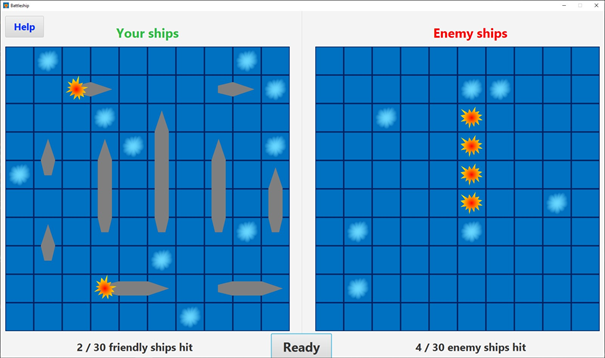 Battleship
Help
Your ships
Enemy ships
2 / 30 friendly ships hit
Ready
4 / 30 enemy ships hit